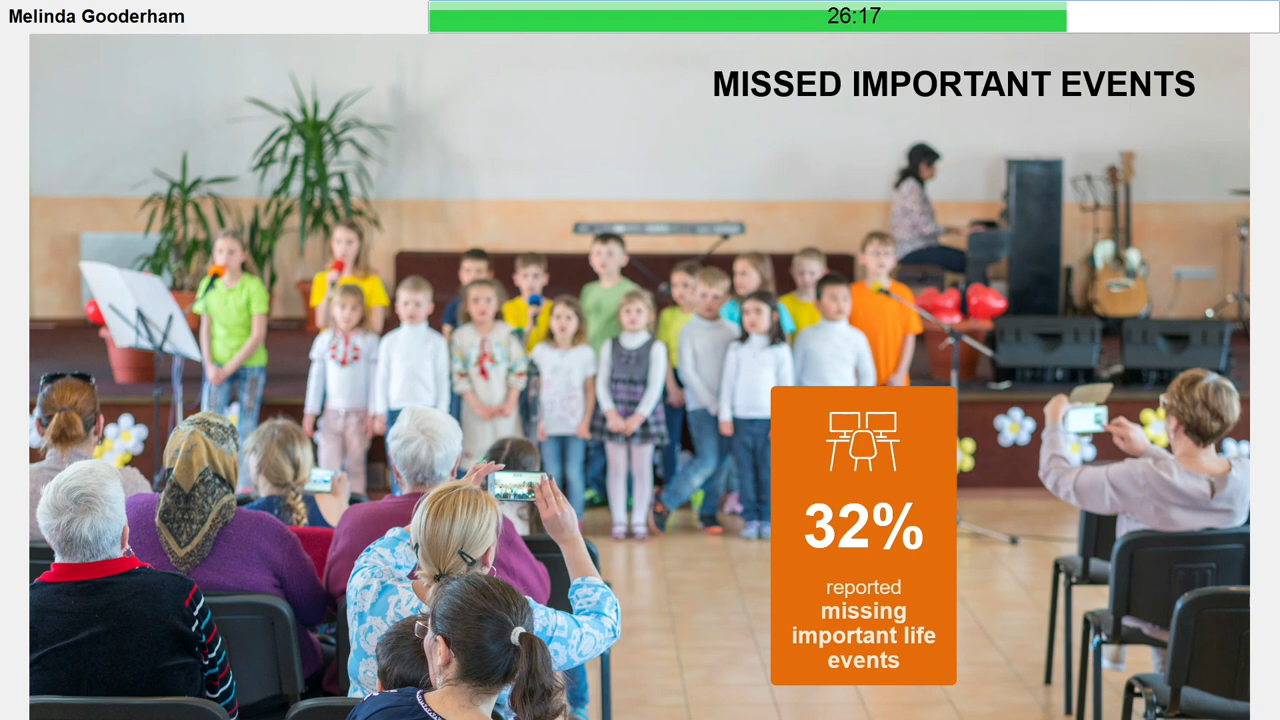 Melinda Gooderham
26:17
MISSED IMPORTANT EVENTS
32%
reported
missing
important life
events